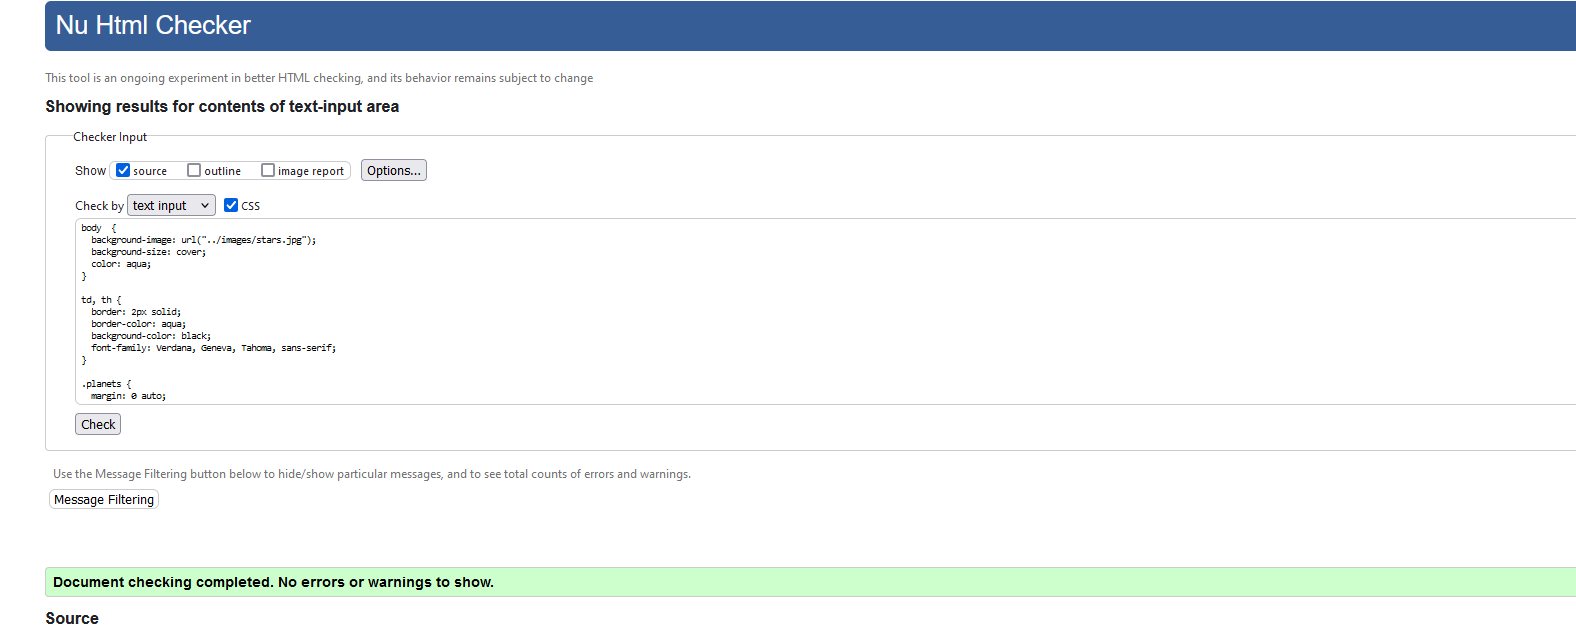 Nu Html Checker
This tool is an ongoing experiment in better HTML checking, and its behavior remains subject to change
Showing results for contents of text-input area
Checker Input
Show source outline image report Options...
Check by text input CSS
body  {
  background-image: url("../images/stars.jpg");
  background-size: cover;
  color: aqua;
}
td, th {
  border: 2px solid;
  border-color: aqua;
  background-color: black;
  font-family: Verdana, Geneva, Tahoma, sans-serif;
}
.planets {
  margin: 0 auto;
Check
Use the Message Filtering button below to hide/show particular messages, and to see total counts of errors and warnings.
Message Filtering
Document checking completed. No errors or warnings to show.
Source